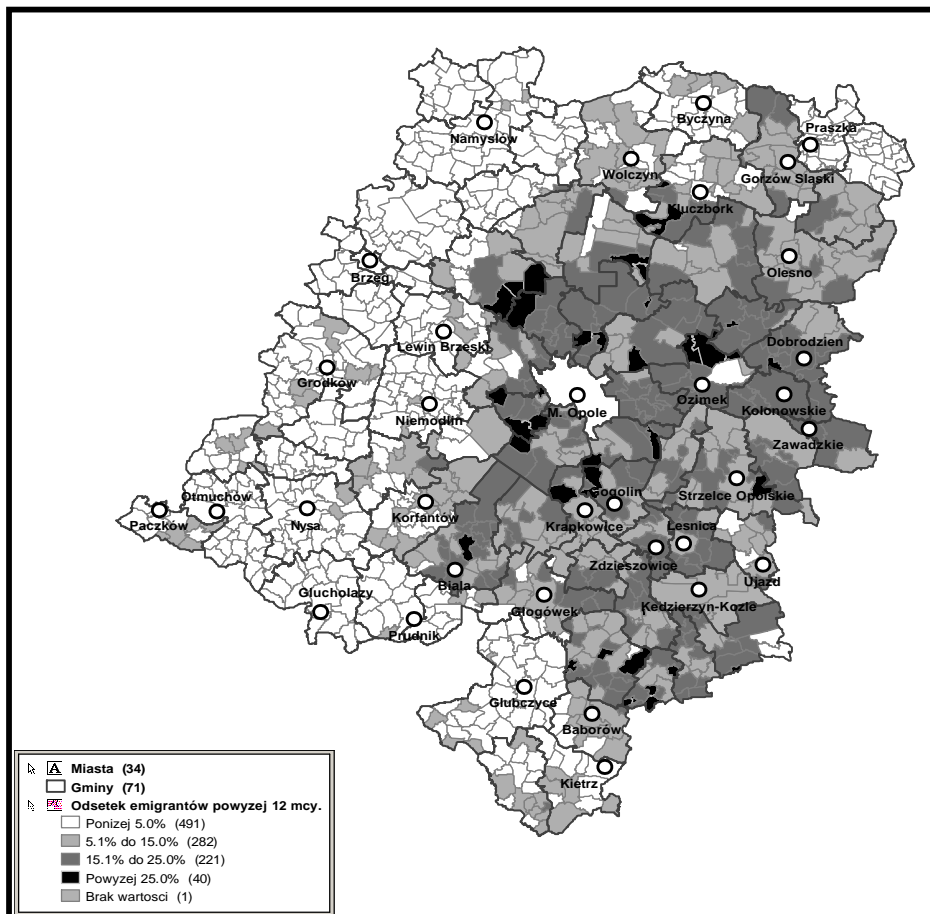 Byczyna
Namyslów
Praszka
Wolczyn
Gorzów Slaski
Kluczbork
Olesno
Brzeg
Lewin Brzeski
Dobrodzien
Grodków
Ozimek
Kolonowskie
Niemodlin
M. Opole
Zawadzkie
Strzelce Opolskie
Gogolin
Otmuchów
Korfantów
Krapkowice
Paczków
Nysa
Lesnica
Zdzieszowice
Ujazd
Biala
Kedzierzyn-Kozle
Glucholazy
Glogówek
Prudnik
Glubczyce
Baborów
Kietrz
A Miasta (34)
Gminy (71)
Odsetek emigrantów powyzej 12 mcy.
Ponizej 5.0% (491)
5.1% do 15.0% (282)
15.1% do 25.0% (221)
Powyzej 25.0% (40)
Brak wartosci (1)